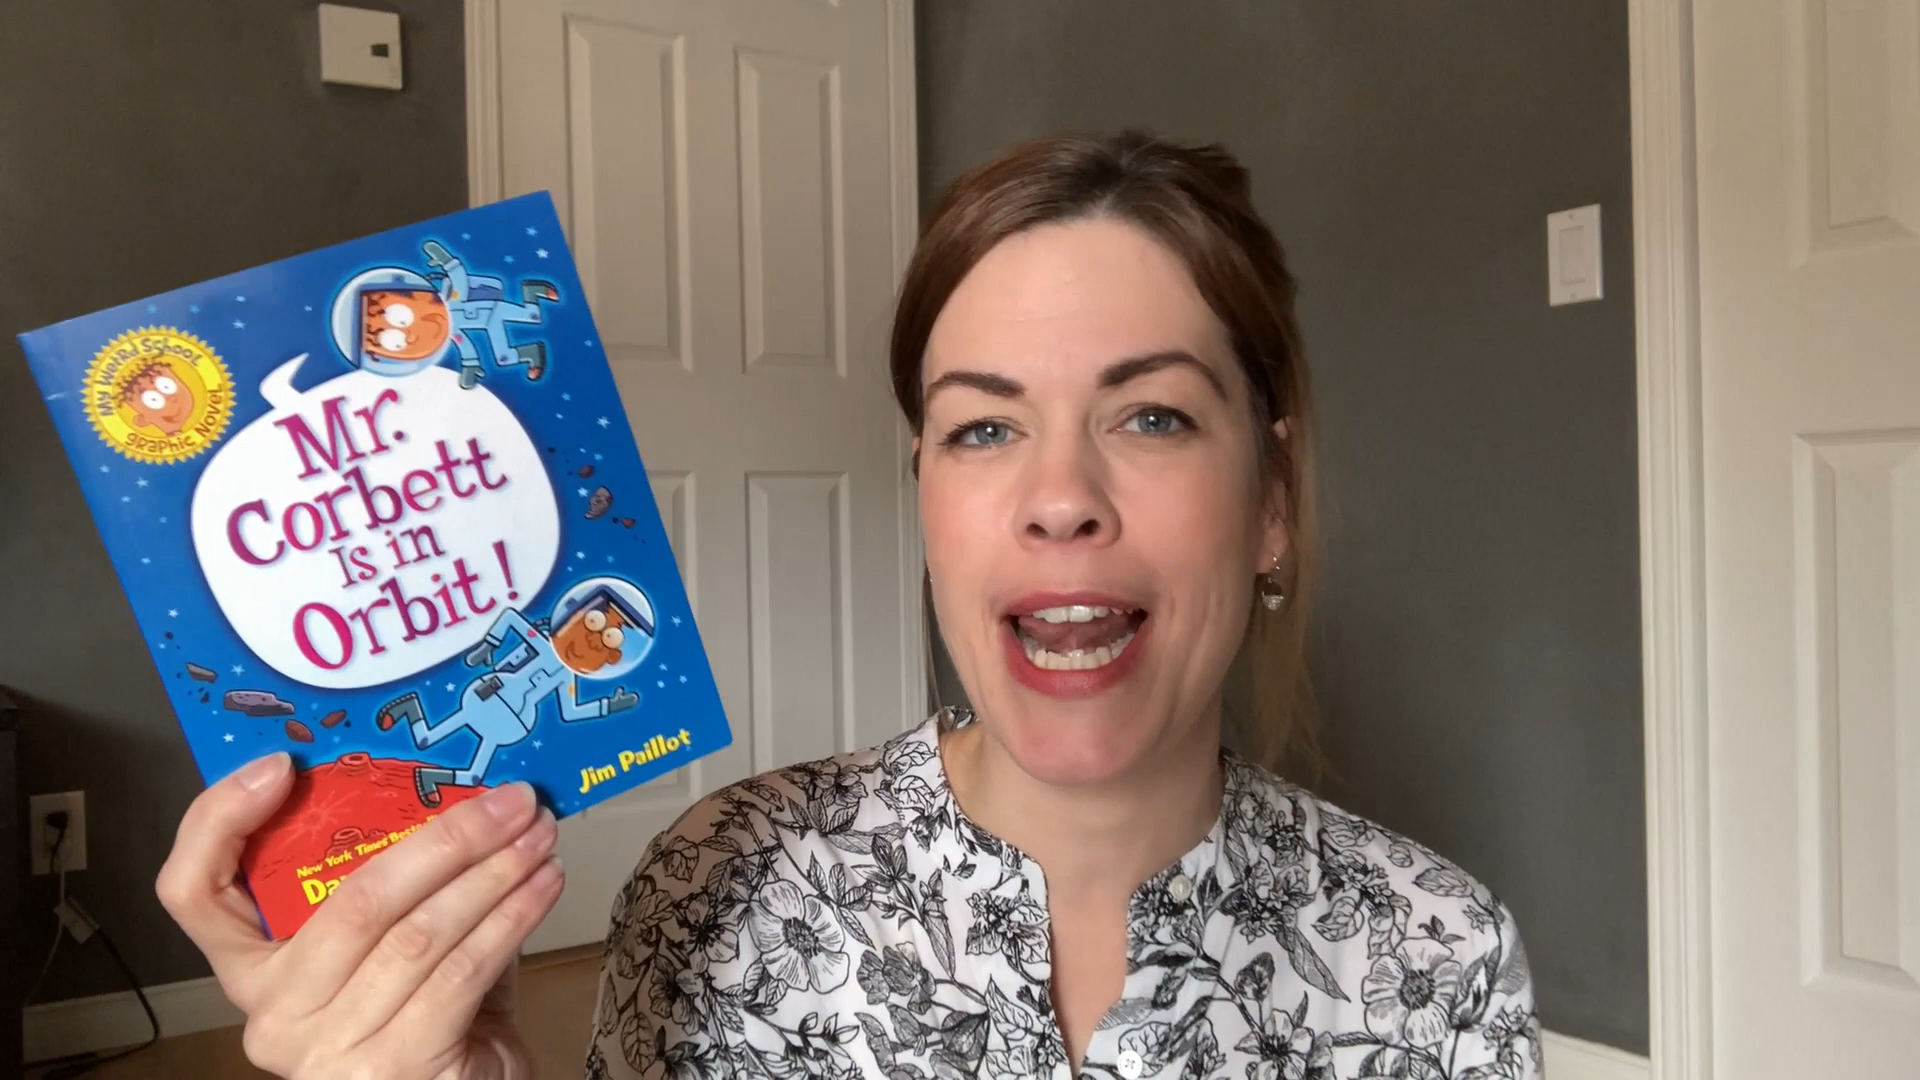 My Weird School
graphic Novel
Mr.
Corbett
Is in
Orbit!
Jim Paillot
New York Times